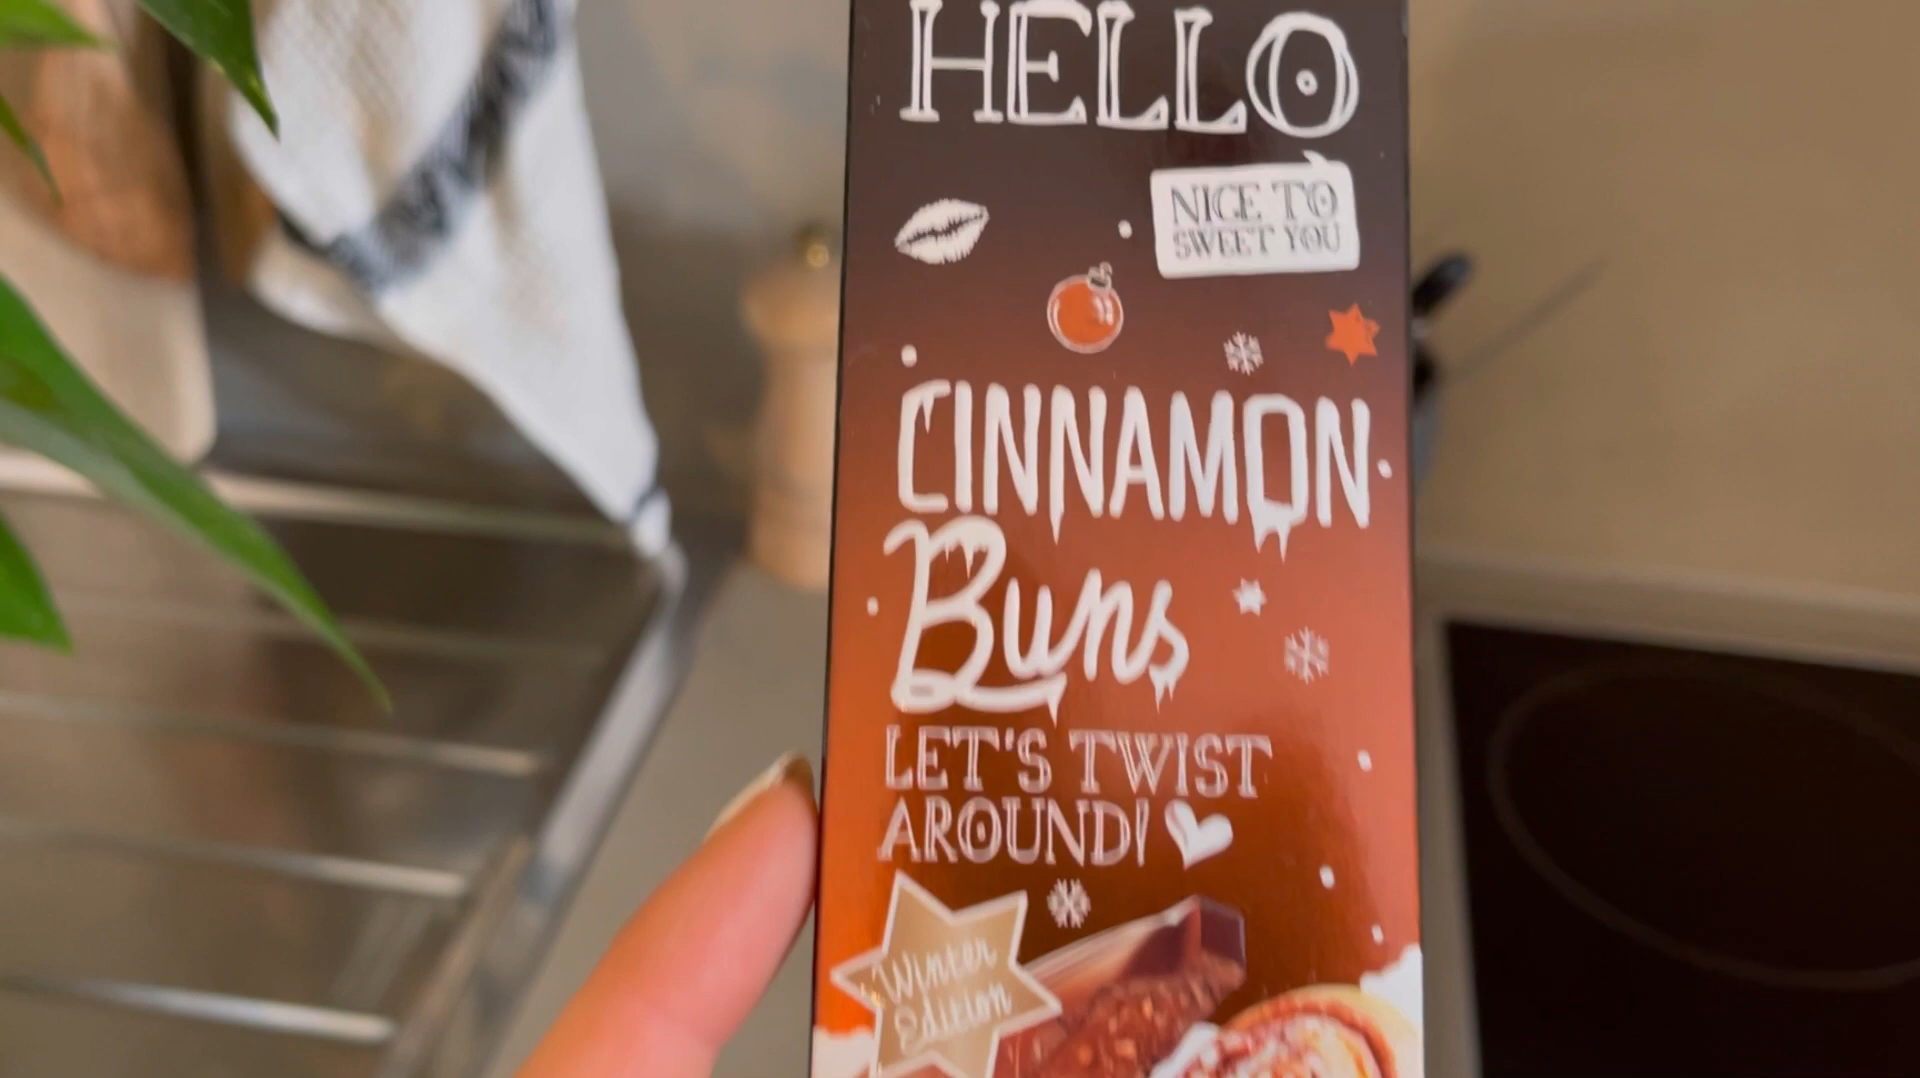 HELLO
NICE TO
SWEET YOU
CINNAMON
Buns
LET'S TWIST
AROUND!
Winter
Edition